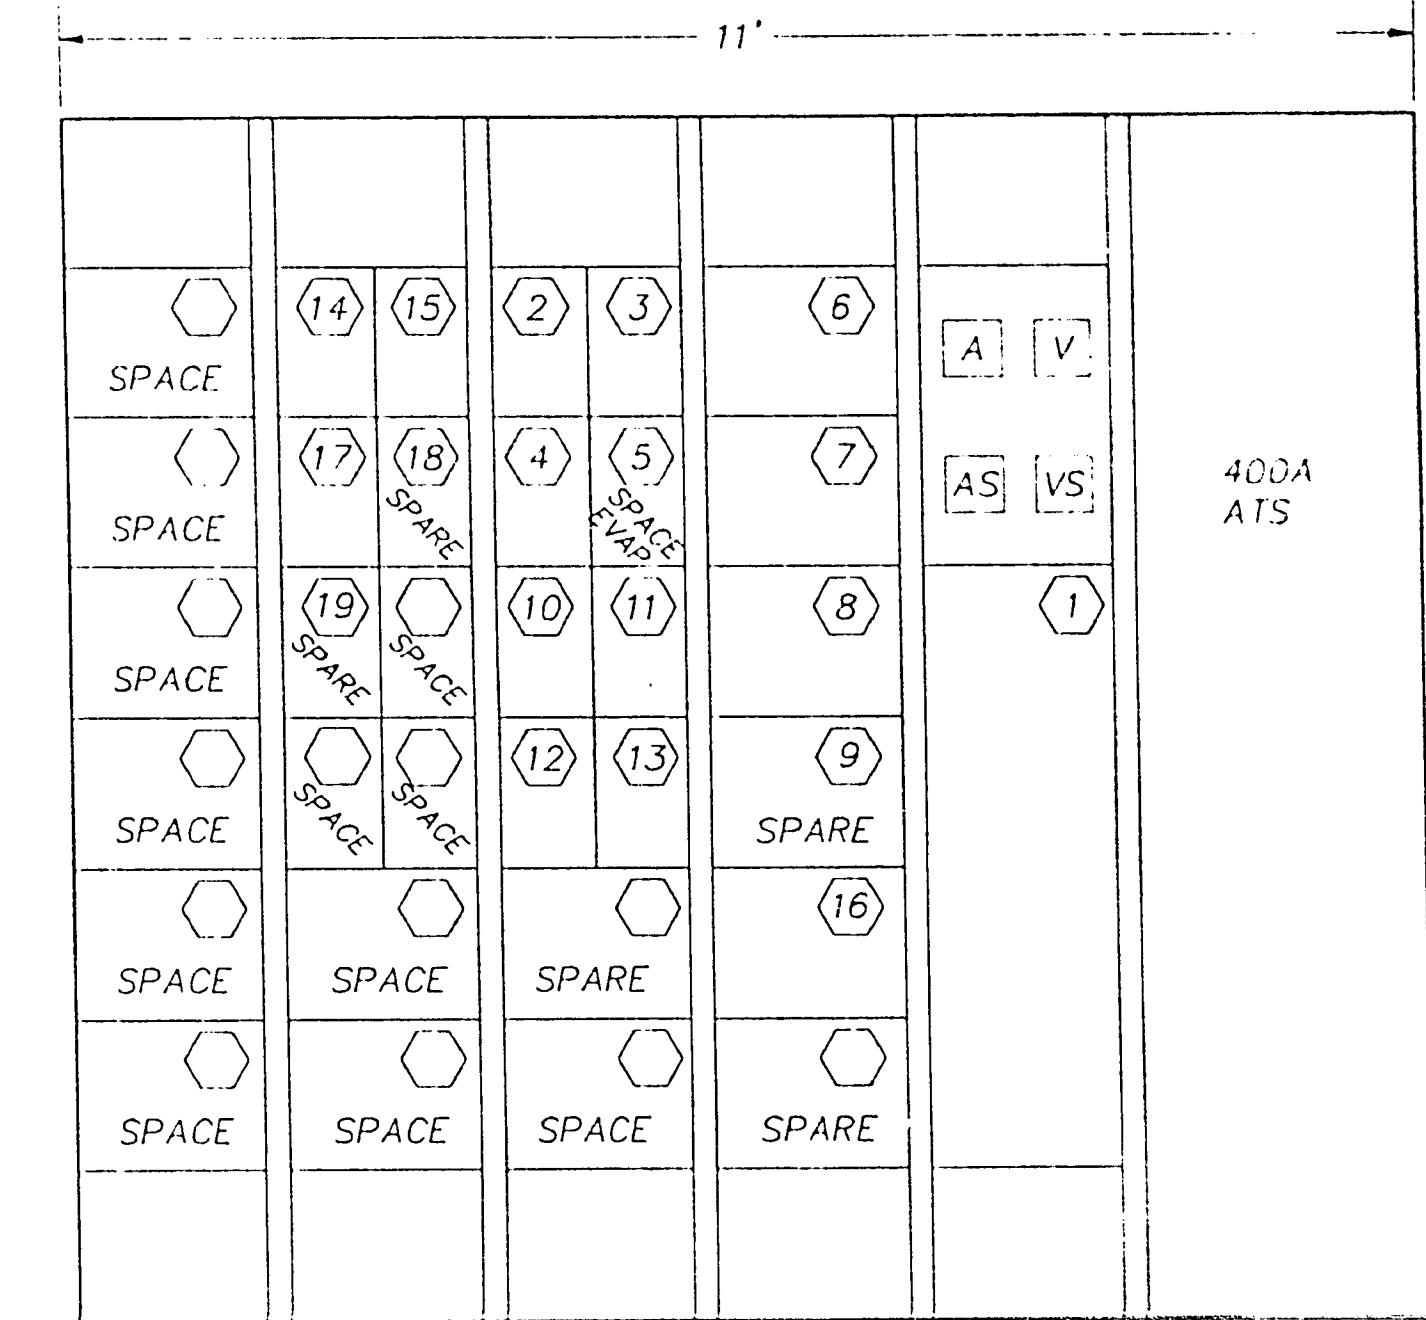 11'
14 15 2 3 6
A V
SPACE
17 18 4 5 7
AS VS
400A
ATS
SPACE
SPARE
SPACE
EVAP
19 10 11 8 1
SPACE
SPARE
SPACE
12 13 9
SPACE
SPACE
SPACE
SPARE
16
SPACE SPACE SPARE
SPACE SPACE SPACE SPARE